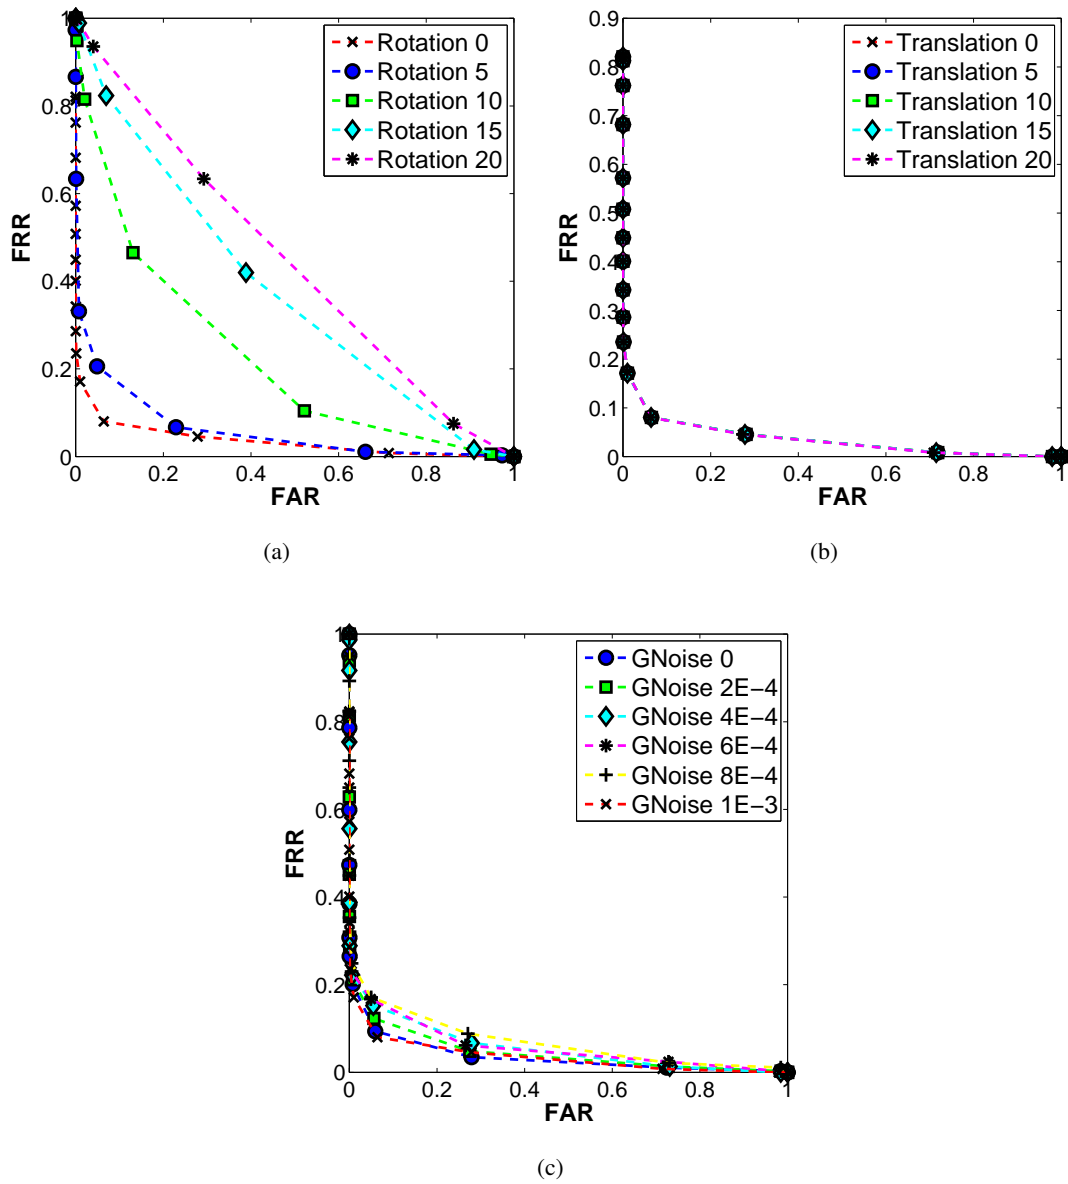 1
0.8
0.6
0.4
0.2
0
0 0.2 0.4 0.6 0.8 1
FRR
FAR
Rotation 0
Rotation 5
Rotation 10
Rotation 15
Rotation 20
(a)
0.9
0.8
0.7
0.6
0.5
0.4
0.3
0.2
0.1
0
0 0.2 0.4 0.6 0.8 1
FRR
FAR
Translation 0
Translation 5
Translation 10
Translation 15
Translation 20
(b)
1
0.8
0.6
0.4
0.2
0
0 0.2 0.4 0.6 0.8 1
FRR
FAR
GNoise 0
GNoise 2E−4
GNoise 4E−4
GNoise 6E−4
GNoise 8E−4
GNoise 1E−3
(c)